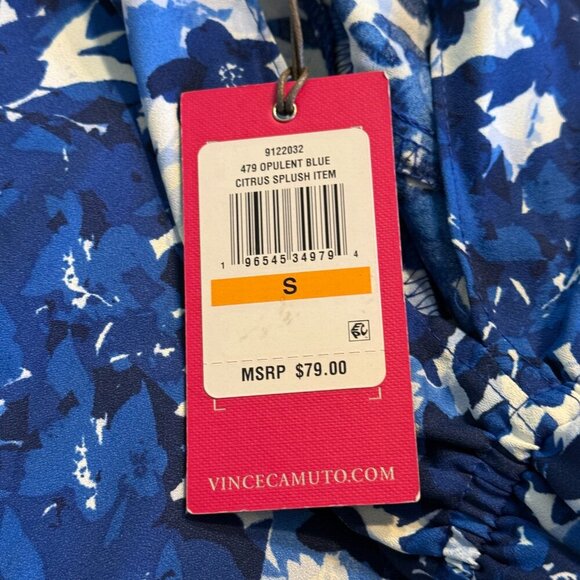 9122032
479 OPULENT BLUE
CITRUS SPLUSH ITEM
1 96545 34979 4
S
MSRP $79.00
VINCECAMUTO.COM